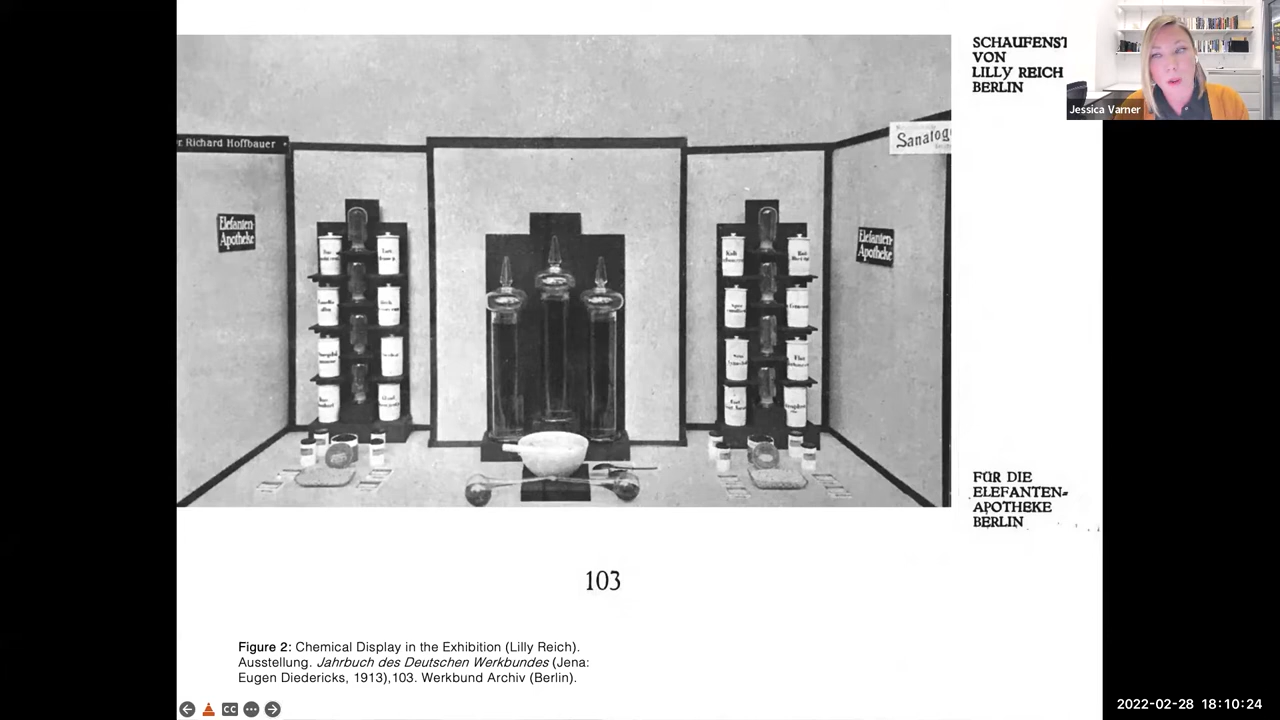 SCHAUFENST
VON
LILLY REICH
BERLIN
Jessica Varner
r Richard Hoffbauer
Sanatog
Elefanten-
Apotheke
Elefanten-
Apotheke
FÜR DIE
ELEFANTEN=
APOTHEKE
BERLIN
103
Figure 2: Chemical Display in the Exhibition (Lilly Reich).
Ausstellung. Jahrbuch des Deutschen Werkbundes (Jena:
Eugen Diedericks, 1913),103. Werkbund Archiv (Berlin).
CC
2022-02-28 18:10:24